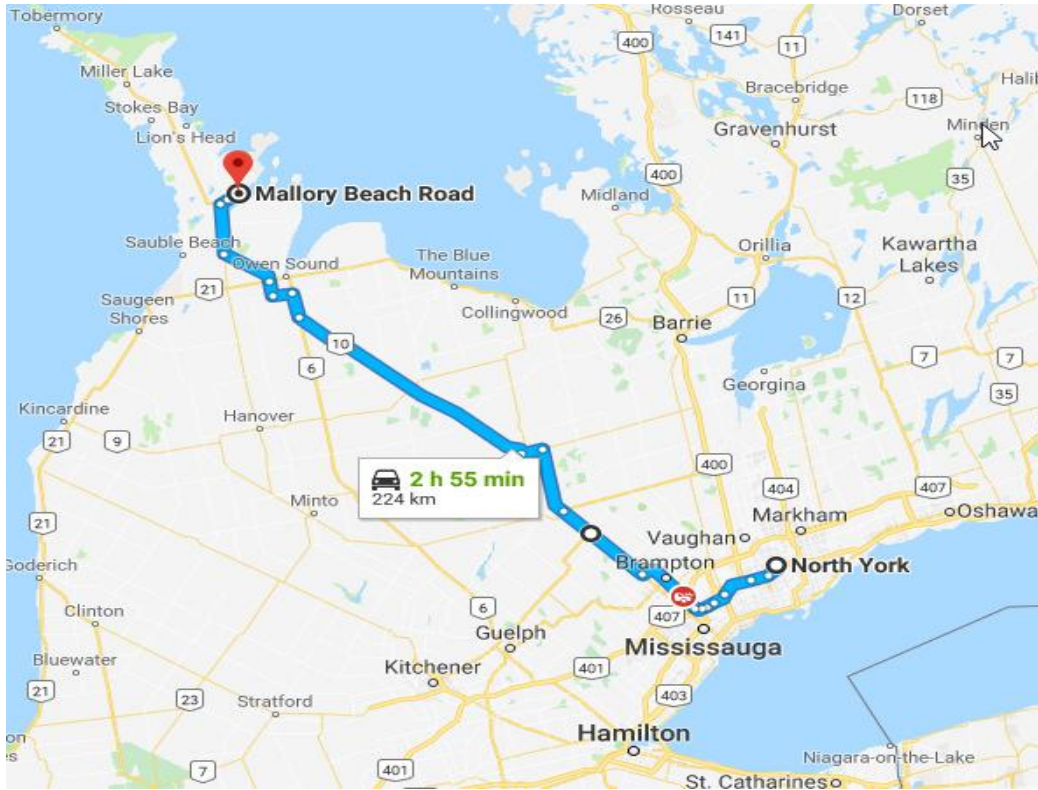 Tobermory
Rosseau
Dorset
400
141
11
Miller Lake
Bracebridge
118
Halib
Stokes Bay
Lion's Head
Gravenhurst
Minden
400
35
Mallory Beach Road
Midland
Sauble Beach
Orillia
Kawartha
Lakes
Owen Sound
The Blue
Mountains
21
Saugeen
Shores
Collingwood
11
12
26
Barrie
10
6
7
7
Georgina
35
Kincardine
Hanover
21
9
400
2 h 55 min
224 km
404
407
Minto
Markham
Oshawa
21
Vaughan
Brampton
North York
Goderich
6
407
Clinton
Guelph
Mississauga
Bluewater
Kitchener
401
21
23
Stratford
403
Hamilton
on
es
7
401
Niagara-on-the-Lake
St. Catharines